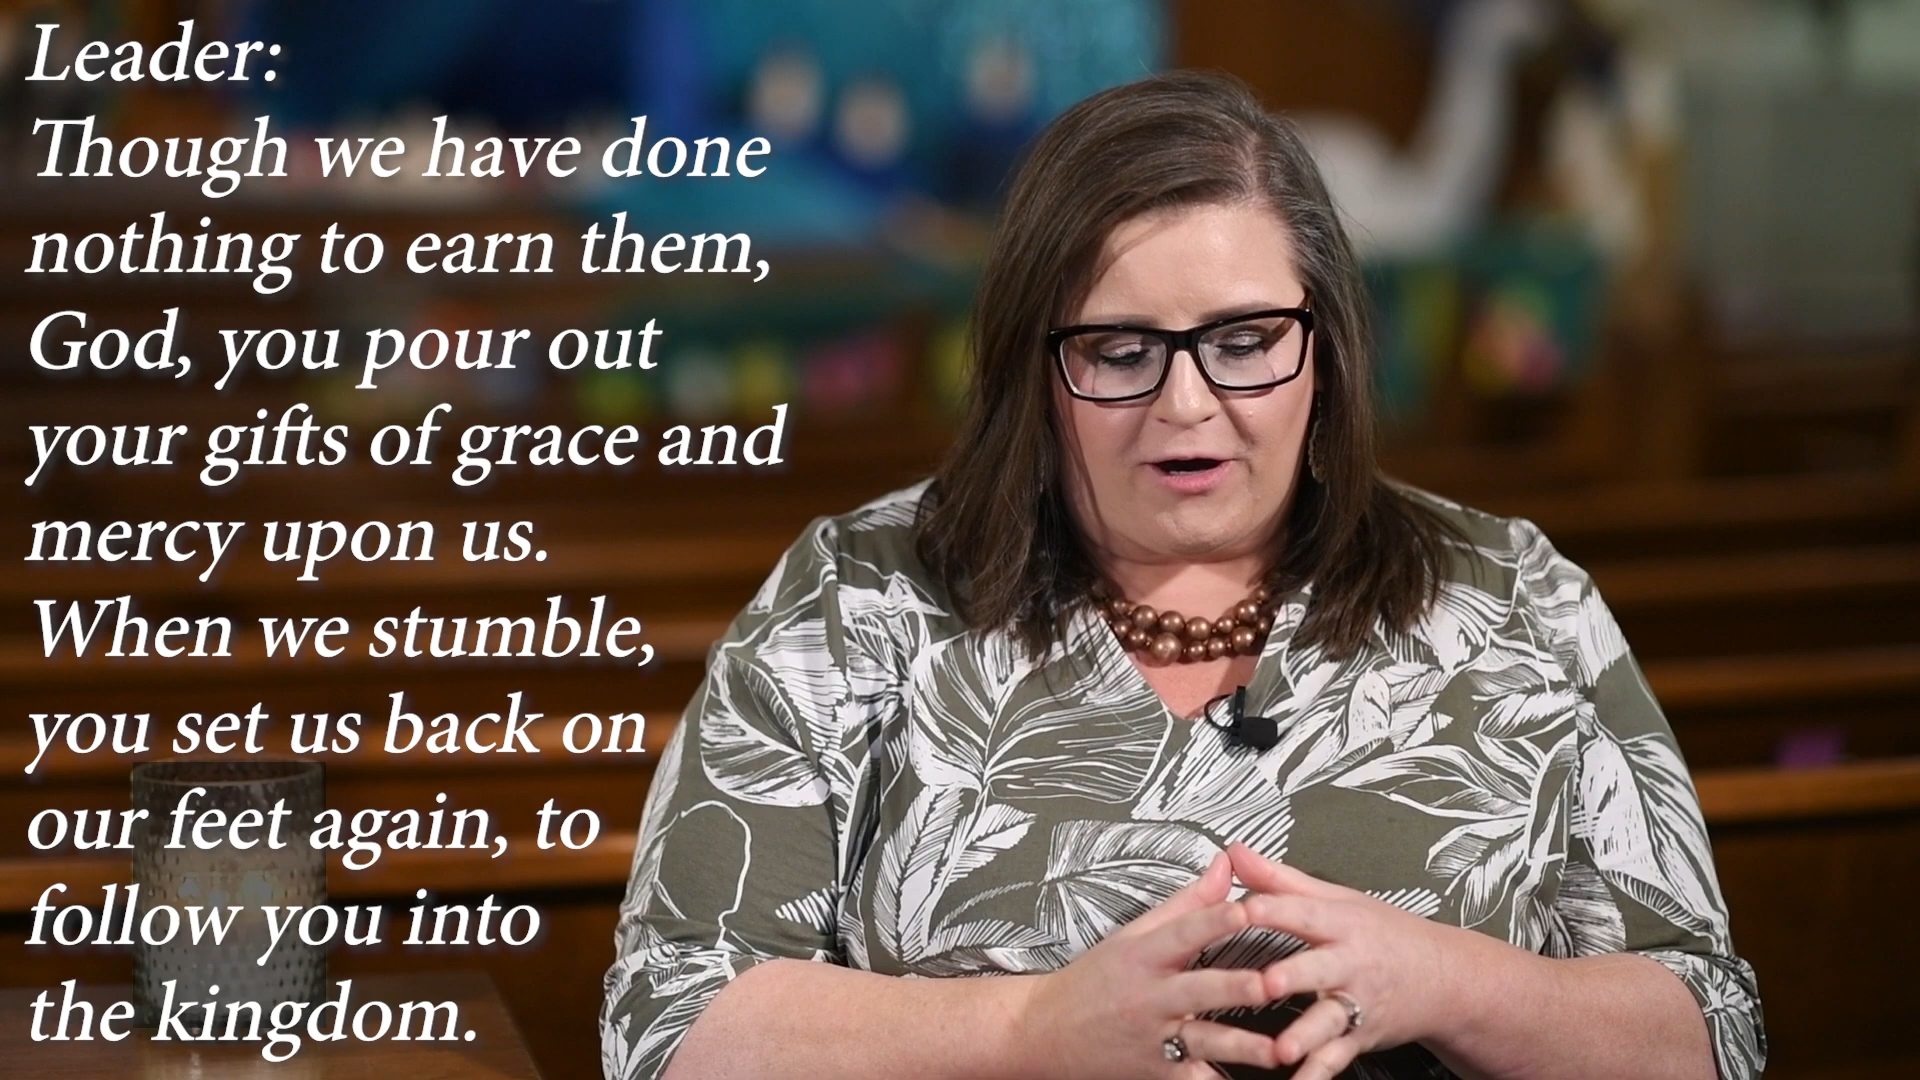 Leader:
Though we have done
nothing to earn them,
God, you pour out
your gifts of grace and
mercy upon us.
When we stumble,
you set us back on
our feet again, to
follow you into
the kingdom.